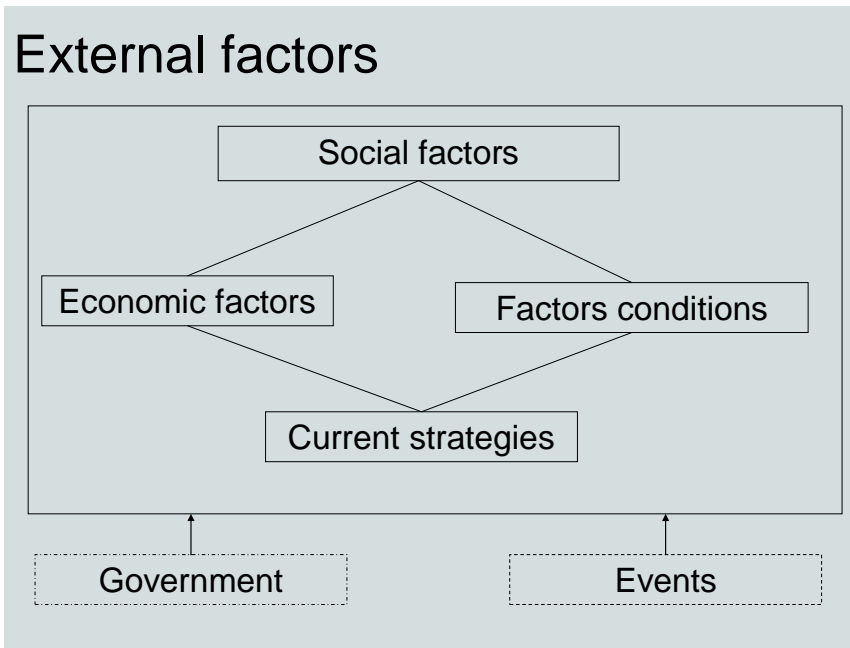 External factors
Social factors
Economic factors
Factors conditions
Current strategies
Government
Events